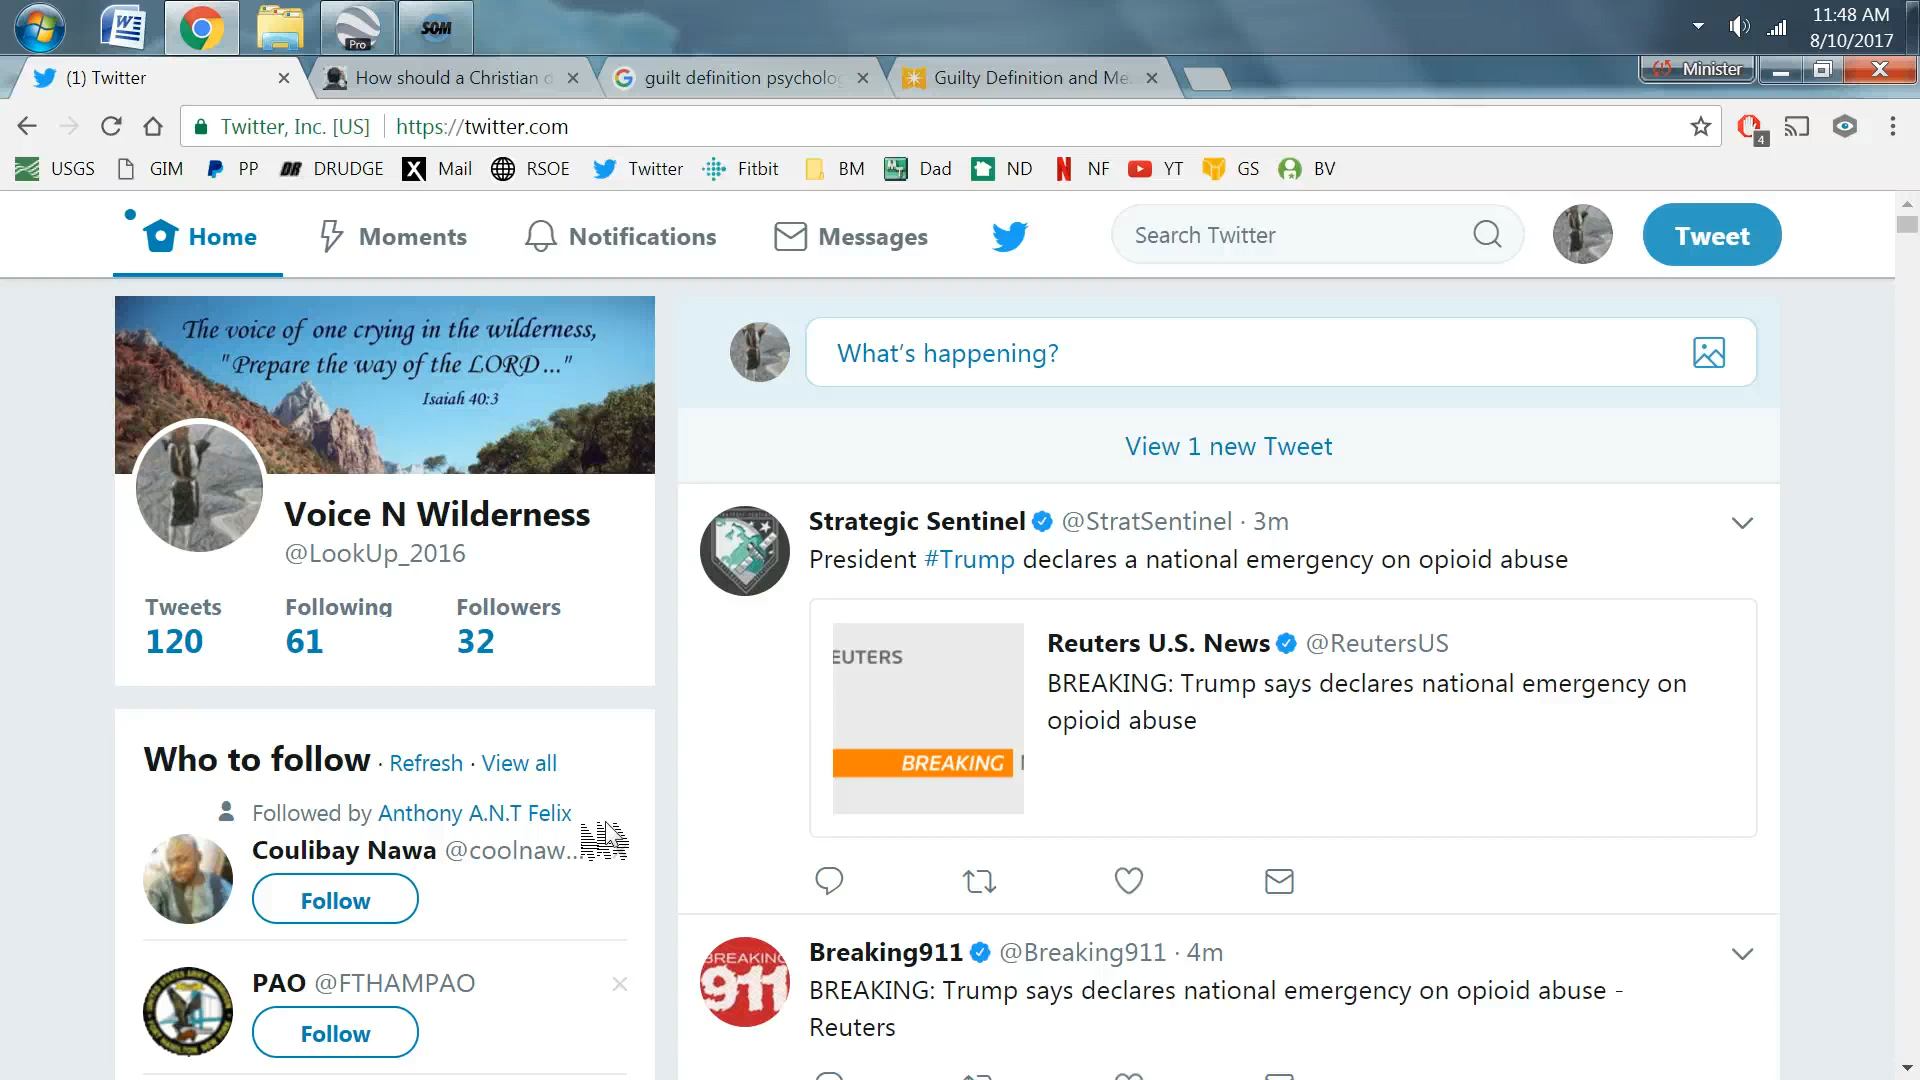 Pro
SOM
11:48 AM
8/10/2017
(1) Twitter
How should a Christian d
guilt definition psycholog
Guilty Definition and Me
Minister
Twitter, Inc. [US]
https://twitter.com
4
USGS
GIM
PP
DRUDGE
Mail
RSOE
Twitter
Fitbit
BM
Dad
ND
NF
YT
GS
BV
Home
Moments
Notifications
Messages
Search Twitter
Tweet
The voice of one crying in the wilderness,
"Prepare the way of the LORD..."
Isaiah 40:3
Voice N Wilderness
@LookUp_2016
Tweets
Following
Followers
120
61
32
Who to follow · Refresh · View all
Followed by Anthony A.N.T Felix
Coulibay Nawa @coolnaw...
Follow
PAO @FTHAMPAO
Follow
What's happening?
View 1 new Tweet
Strategic Sentinel @StratSentinel · 3m
President #Trump declares a national emergency on opioid abuse
EUTERS
BREAKING
Reuters U.S. News @ReutersUS
BREAKING: Trump says declares national emergency on
opioid abuse
BREAKING
911
Breaking911 @Breaking911 · 4m
BREAKING: Trump says declares national emergency on opioid abuse -
Reuters